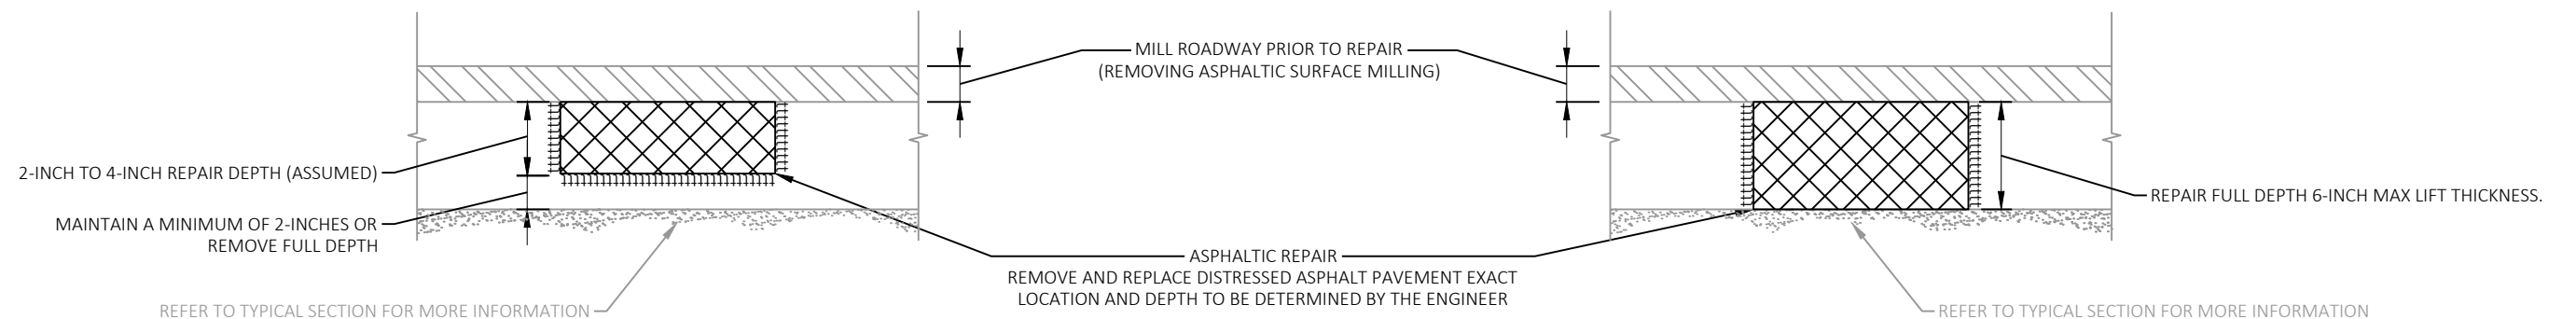 MILL ROADWAY PRIOR TO REPAIR
(REMOVING ASPHALTIC SURFACE MILLING)
2-INCH TO 4-INCH REPAIR DEPTH (ASSUMED)
MAINTAIN A MINIMUM OF 2-INCHES OR
REMOVE FULL DEPTH
REPAIR FULL DEPTH 6-INCH MAX LIFT THICKNESS.
ASPHALTIC REPAIR
REMOVE AND REPLACE DISTRESSED ASPHALT PAVEMENT EXACT
LOCATION AND DEPTH TO BE DETERMINED BY THE ENGINEER
REFER TO TYPICAL SECTION FOR MORE INFORMATION
REFER TO TYPICAL SECTION FOR MORE INFORMATION